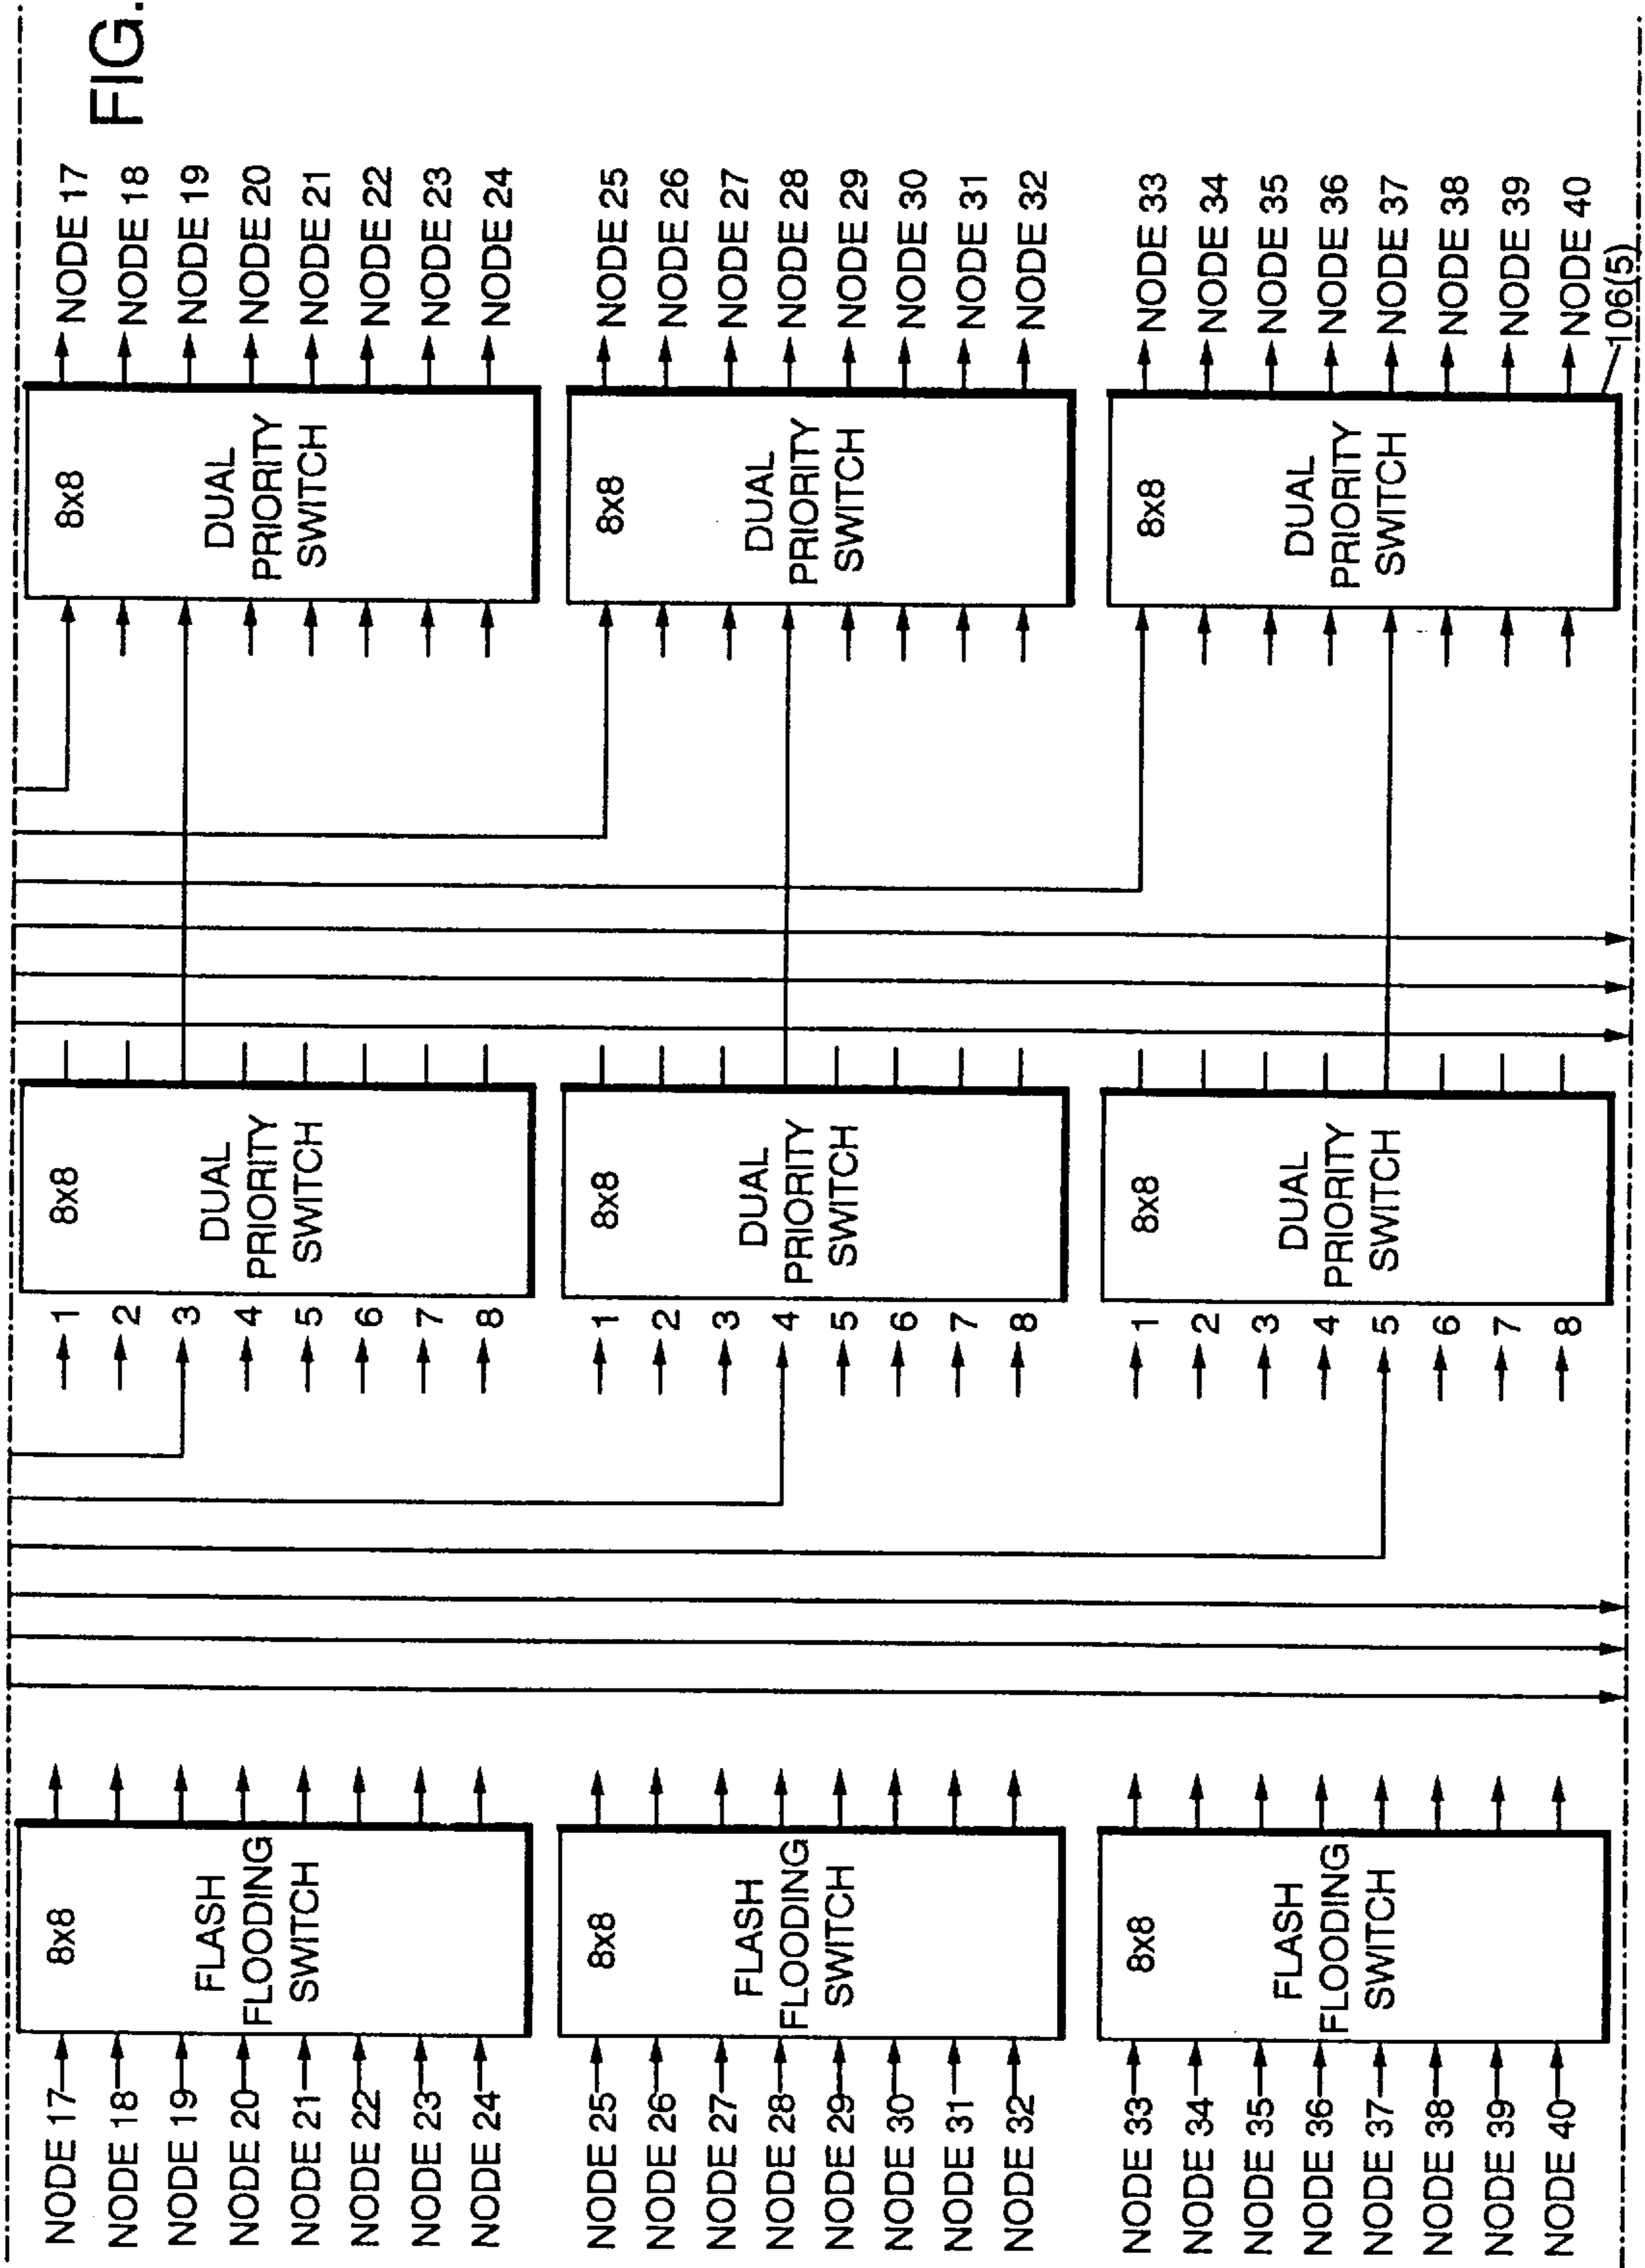 FIG.
NODE 17
NODE 18
NODE 19
NODE 20
NODE 21
NODE 22
NODE 23
NODE 24
8x8
FLASH
FLOODING
SWITCH
1
2
3
4
5
6
7
8
8x8
DUAL
PRIORITY
SWITCH
8x8
DUAL
PRIORITY
SWITCH
NODE 17
NODE 18
NODE 19
NODE 20
NODE 21
NODE 22
NODE 23
NODE 24
NODE 25
NODE 26
NODE 27
NODE 28
NODE 29
NODE 30
NODE 31
NODE 32
8x8
FLASH
FLOODING
SWITCH
1
2
3
4
5
6
7
8
8x8
DUAL
PRIORITY
SWITCH
8x8
DUAL
PRIORITY
SWITCH
NODE 25
NODE 26
NODE 27
NODE 28
NODE 29
NODE 30
NODE 31
NODE 32
NODE 33
NODE 34
NODE 35
NODE 36
NODE 37
NODE 38
NODE 39
NODE 40
8x8
FLASH
FLOODING
SWITCH
1
2
3
4
5
6
7
8
8x8
DUAL
PRIORITY
SWITCH
8x8
DUAL
PRIORITY
SWITCH
NODE 33
NODE 34
NODE 35
NODE 36
NODE 37
NODE 38
NODE 39
NODE 40
106(5)